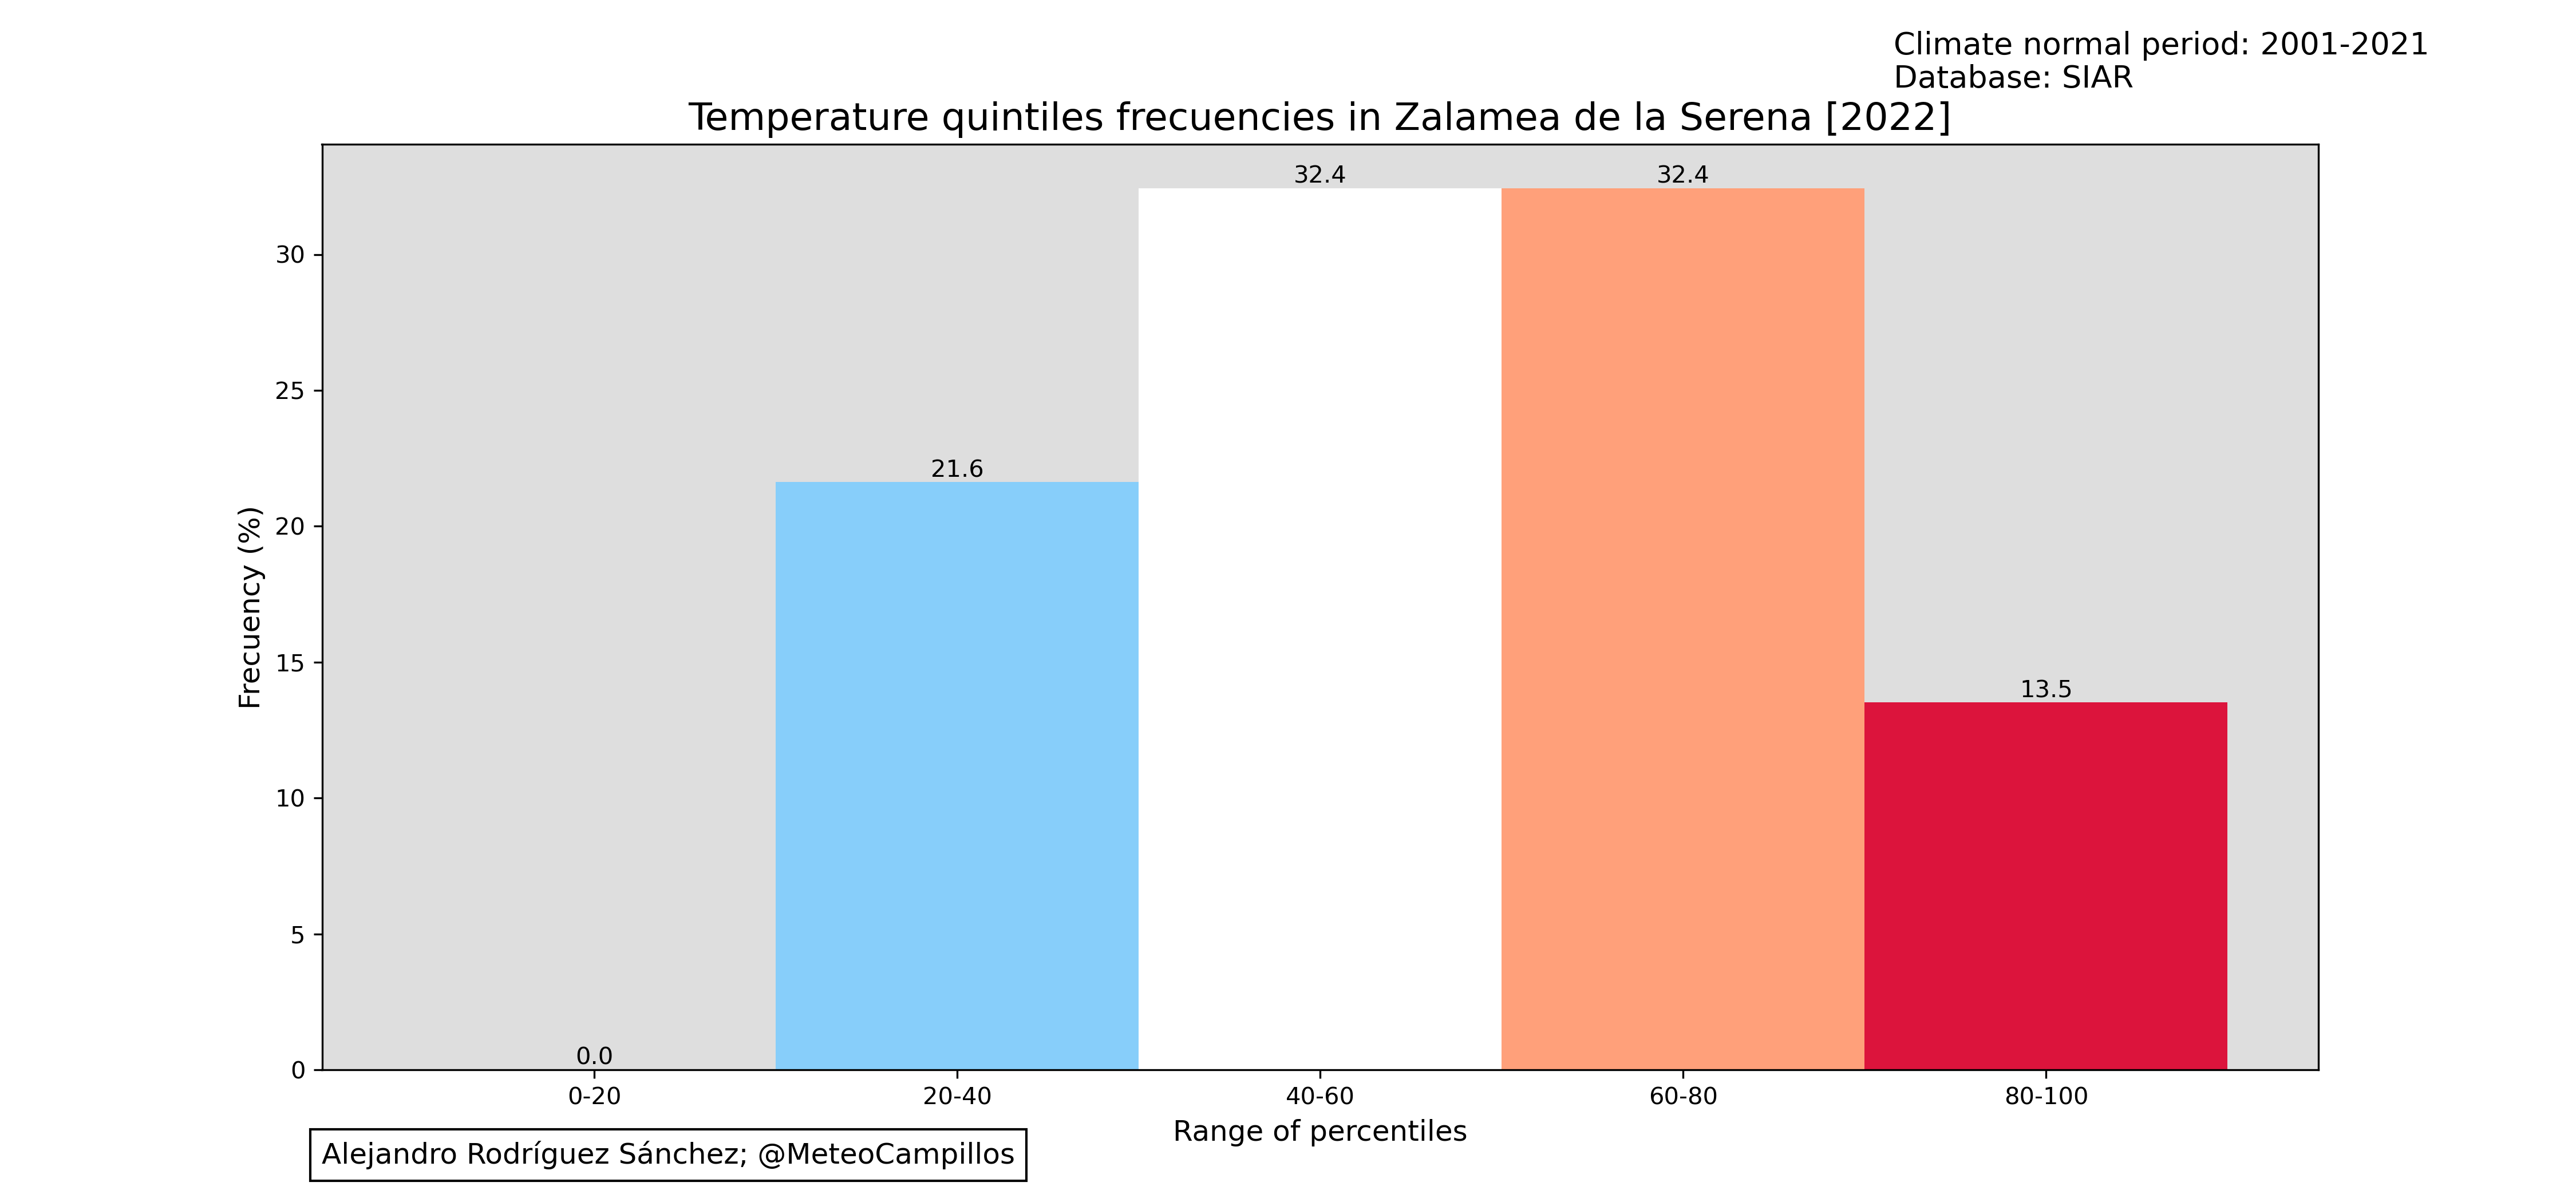 Climate normal period: 2001-2021
Database: SIAR
Temperature quintiles frecuencies in Zalamea de la Serena [2022]
Frecuency (%)
30
25
20
15
10
5
0
0.0
21.6
32.4
32.4
13.5
0-20
20-40
40-60
60-80
80-100
Range of percentiles
Alejandro Rodríguez Sánchez; @MeteoCampillos